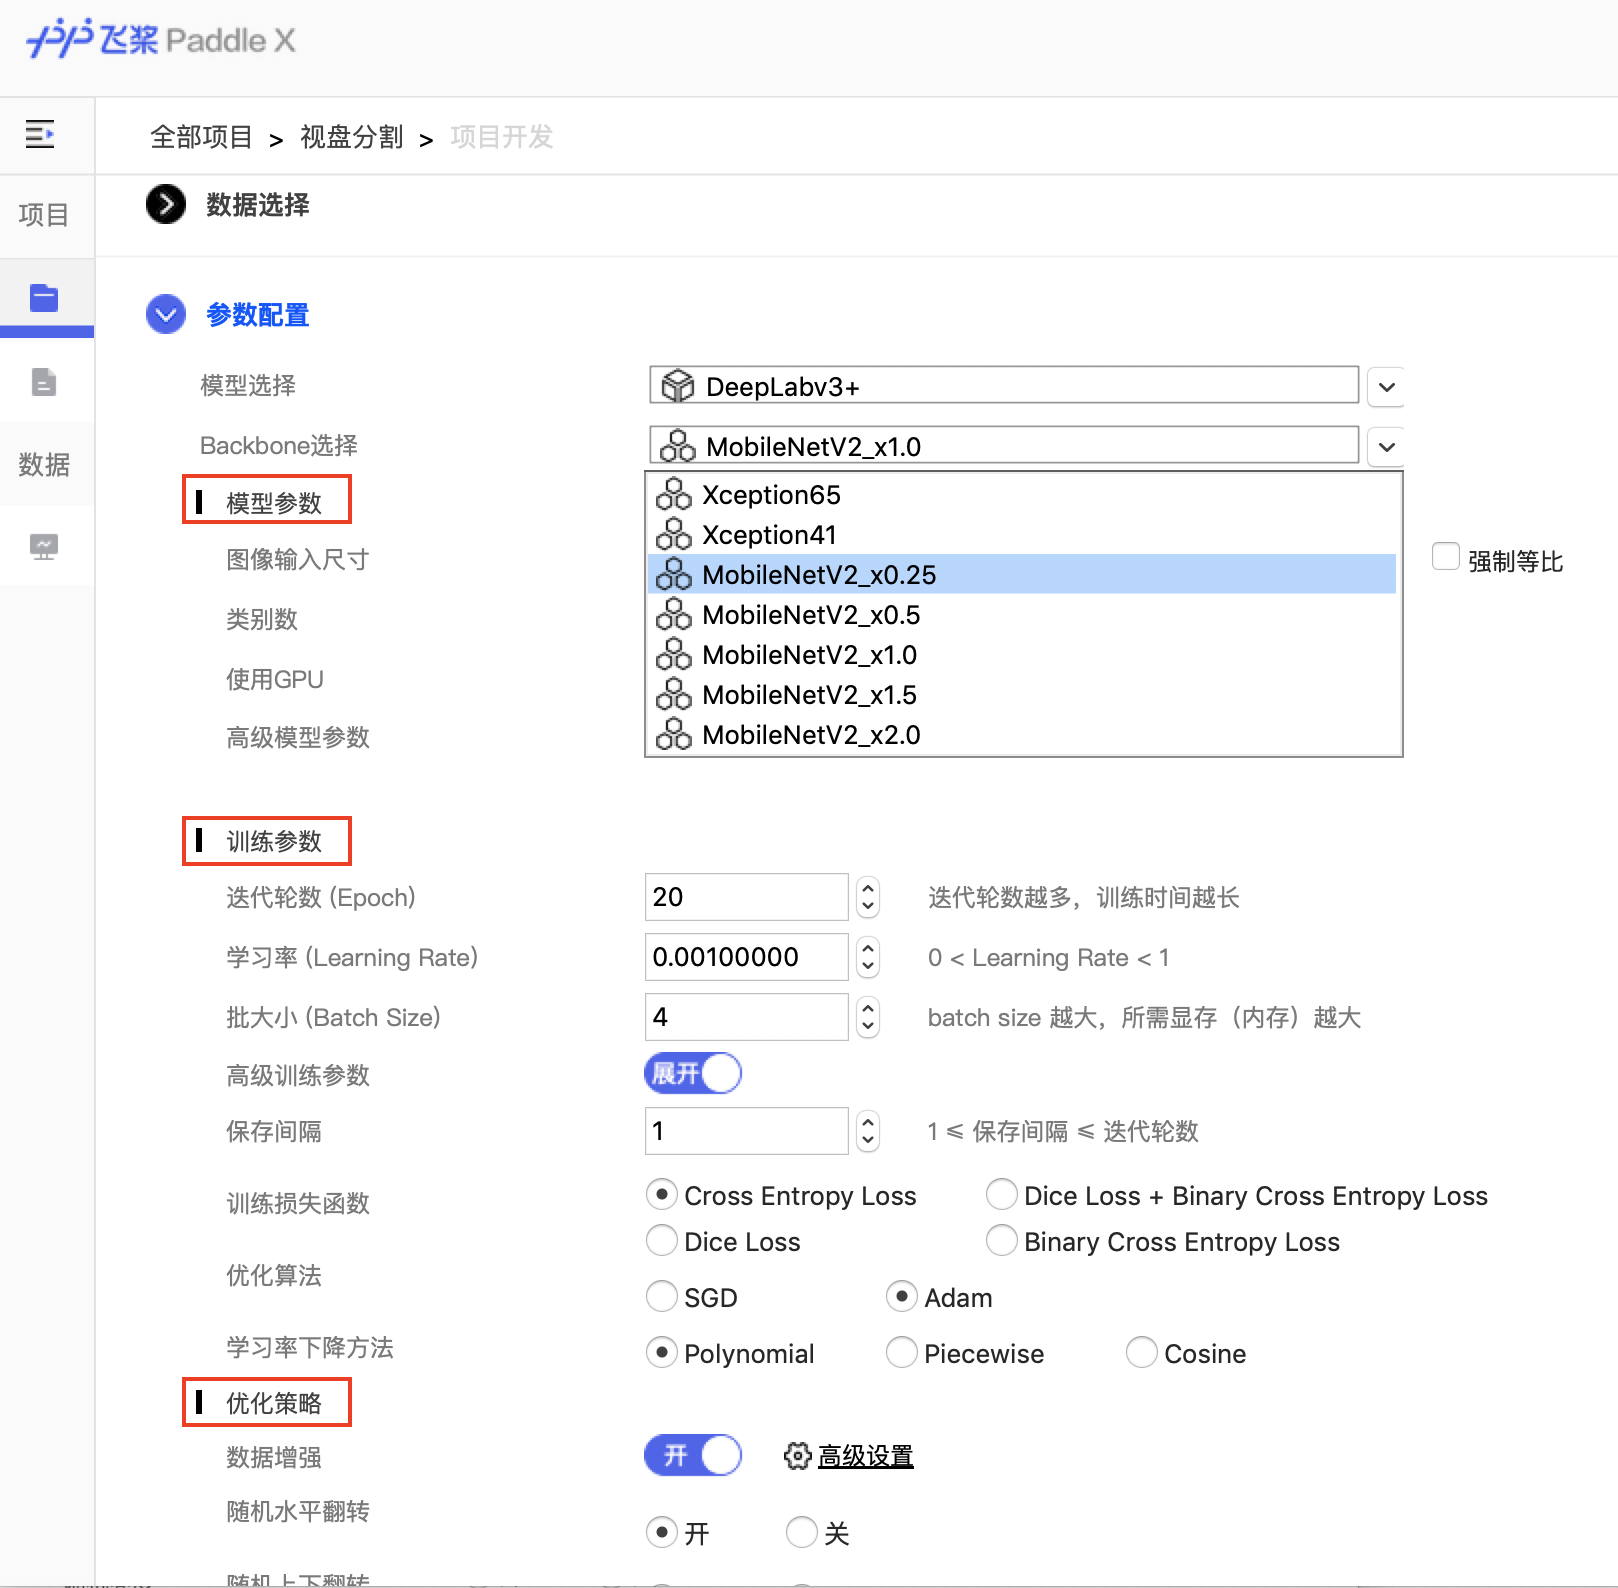 飞桨 Paddle X
全部项目 > 视盘分割 > 项目开发
项目
数据选择
参数配置
模型选择
DeepLabv3+
Backbone选择
MobileNetV2_x1.0
数据
模型参数
Xception65
Xception41
图像输入尺寸
MobileNetV2_x0.25
强制等比
类别数
MobileNetV2_x0.5
MobileNetV2_x1.0
使用GPU
MobileNetV2_x1.5
高级模型参数
MobileNetV2_x2.0
训练参数
迭代轮数 (Epoch)
20
迭代轮数越多，训练时间越长
学习率 (Learning Rate)
0.00100000
0 < Learning Rate < 1
批大小 (Batch Size)
4
batch size 越大，所需显存（内存）越大
高级训练参数
展开
保存间隔
1
1 ≤ 保存间隔 ≤ 迭代轮数
训练损失函数
Cross Entropy Loss
Dice Loss + Binary Cross Entropy Loss
Dice Loss
Binary Cross Entropy Loss
优化算法
SGD
Adam
学习率下降方法
Polynomial
Piecewise
Cosine
优化策略
数据增强
开
高级设置
随机水平翻转
开
关
随机上下翻转